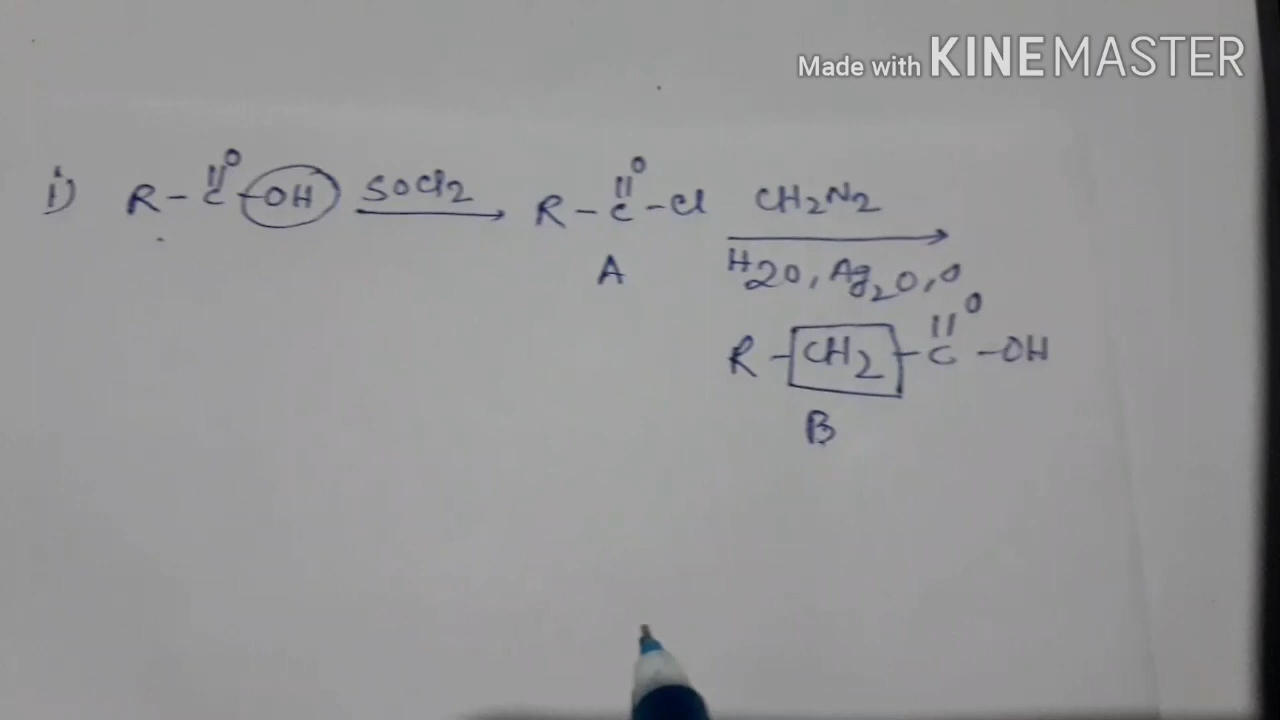 Made with KINEMASTER
i) R - C - OH SOCl2 R - C - Cl CH2N2
O O
A H2O, Ag2O, O
R - CH2 - C - OH
O
B